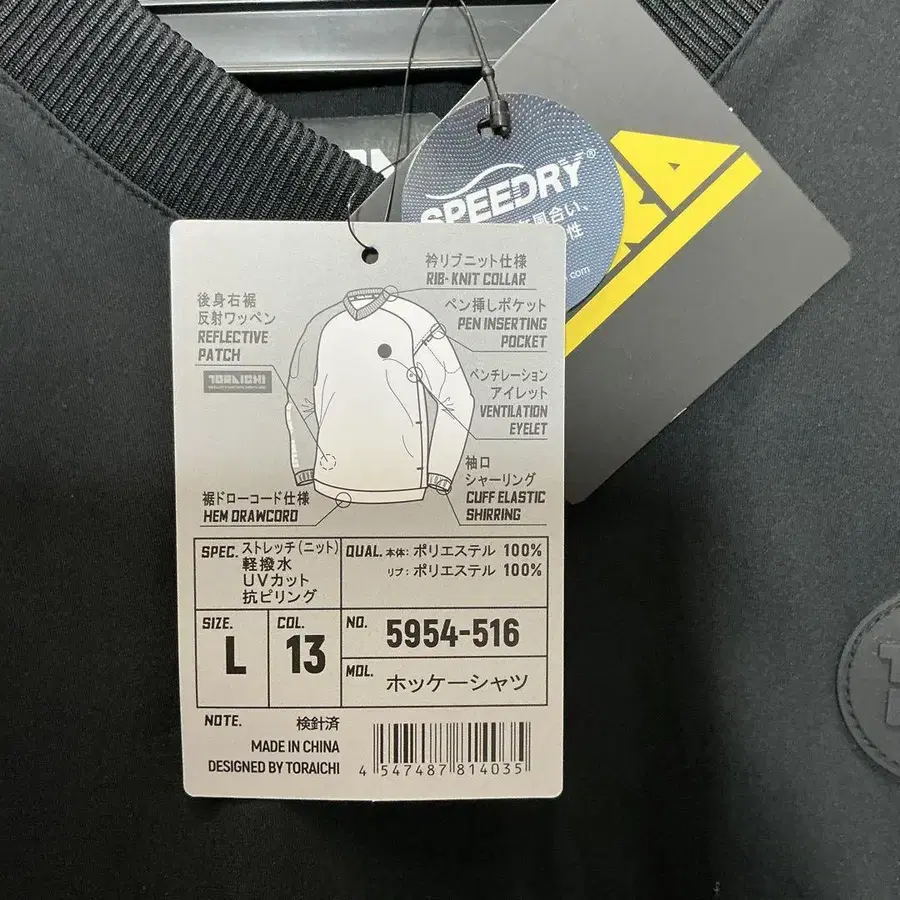 SPEEDRY®
風合い、
性
.com
衿リブニット仕様
RIB-KNIT COLLAR
後身右裾
反射ワッペン
REFLECTIVE
PATCH
TORAICHI
ペン挿しポケット
PEN INSERTING
POCKET
ベンチレーション
アイレット
VENTILATION
EYELET
袖口
シャーリング
CUFF ELASTIC
SHIRRING
裾ドローコード仕様
HEM DRAWCORD
SPEC. ストレッチ(ニット)
軽撥水
UVカット
抗ピリング
QUAL. 本体: ポリエステル 100%
リブ: ポリエステル 100%
SIZE.
L
COL.
13
NO.
5954-516
MOL.
ホッケーシャツ
NOTE. 検針済
MADE IN CHINA
DESIGNED BY TORAICHI
4 547487 814035